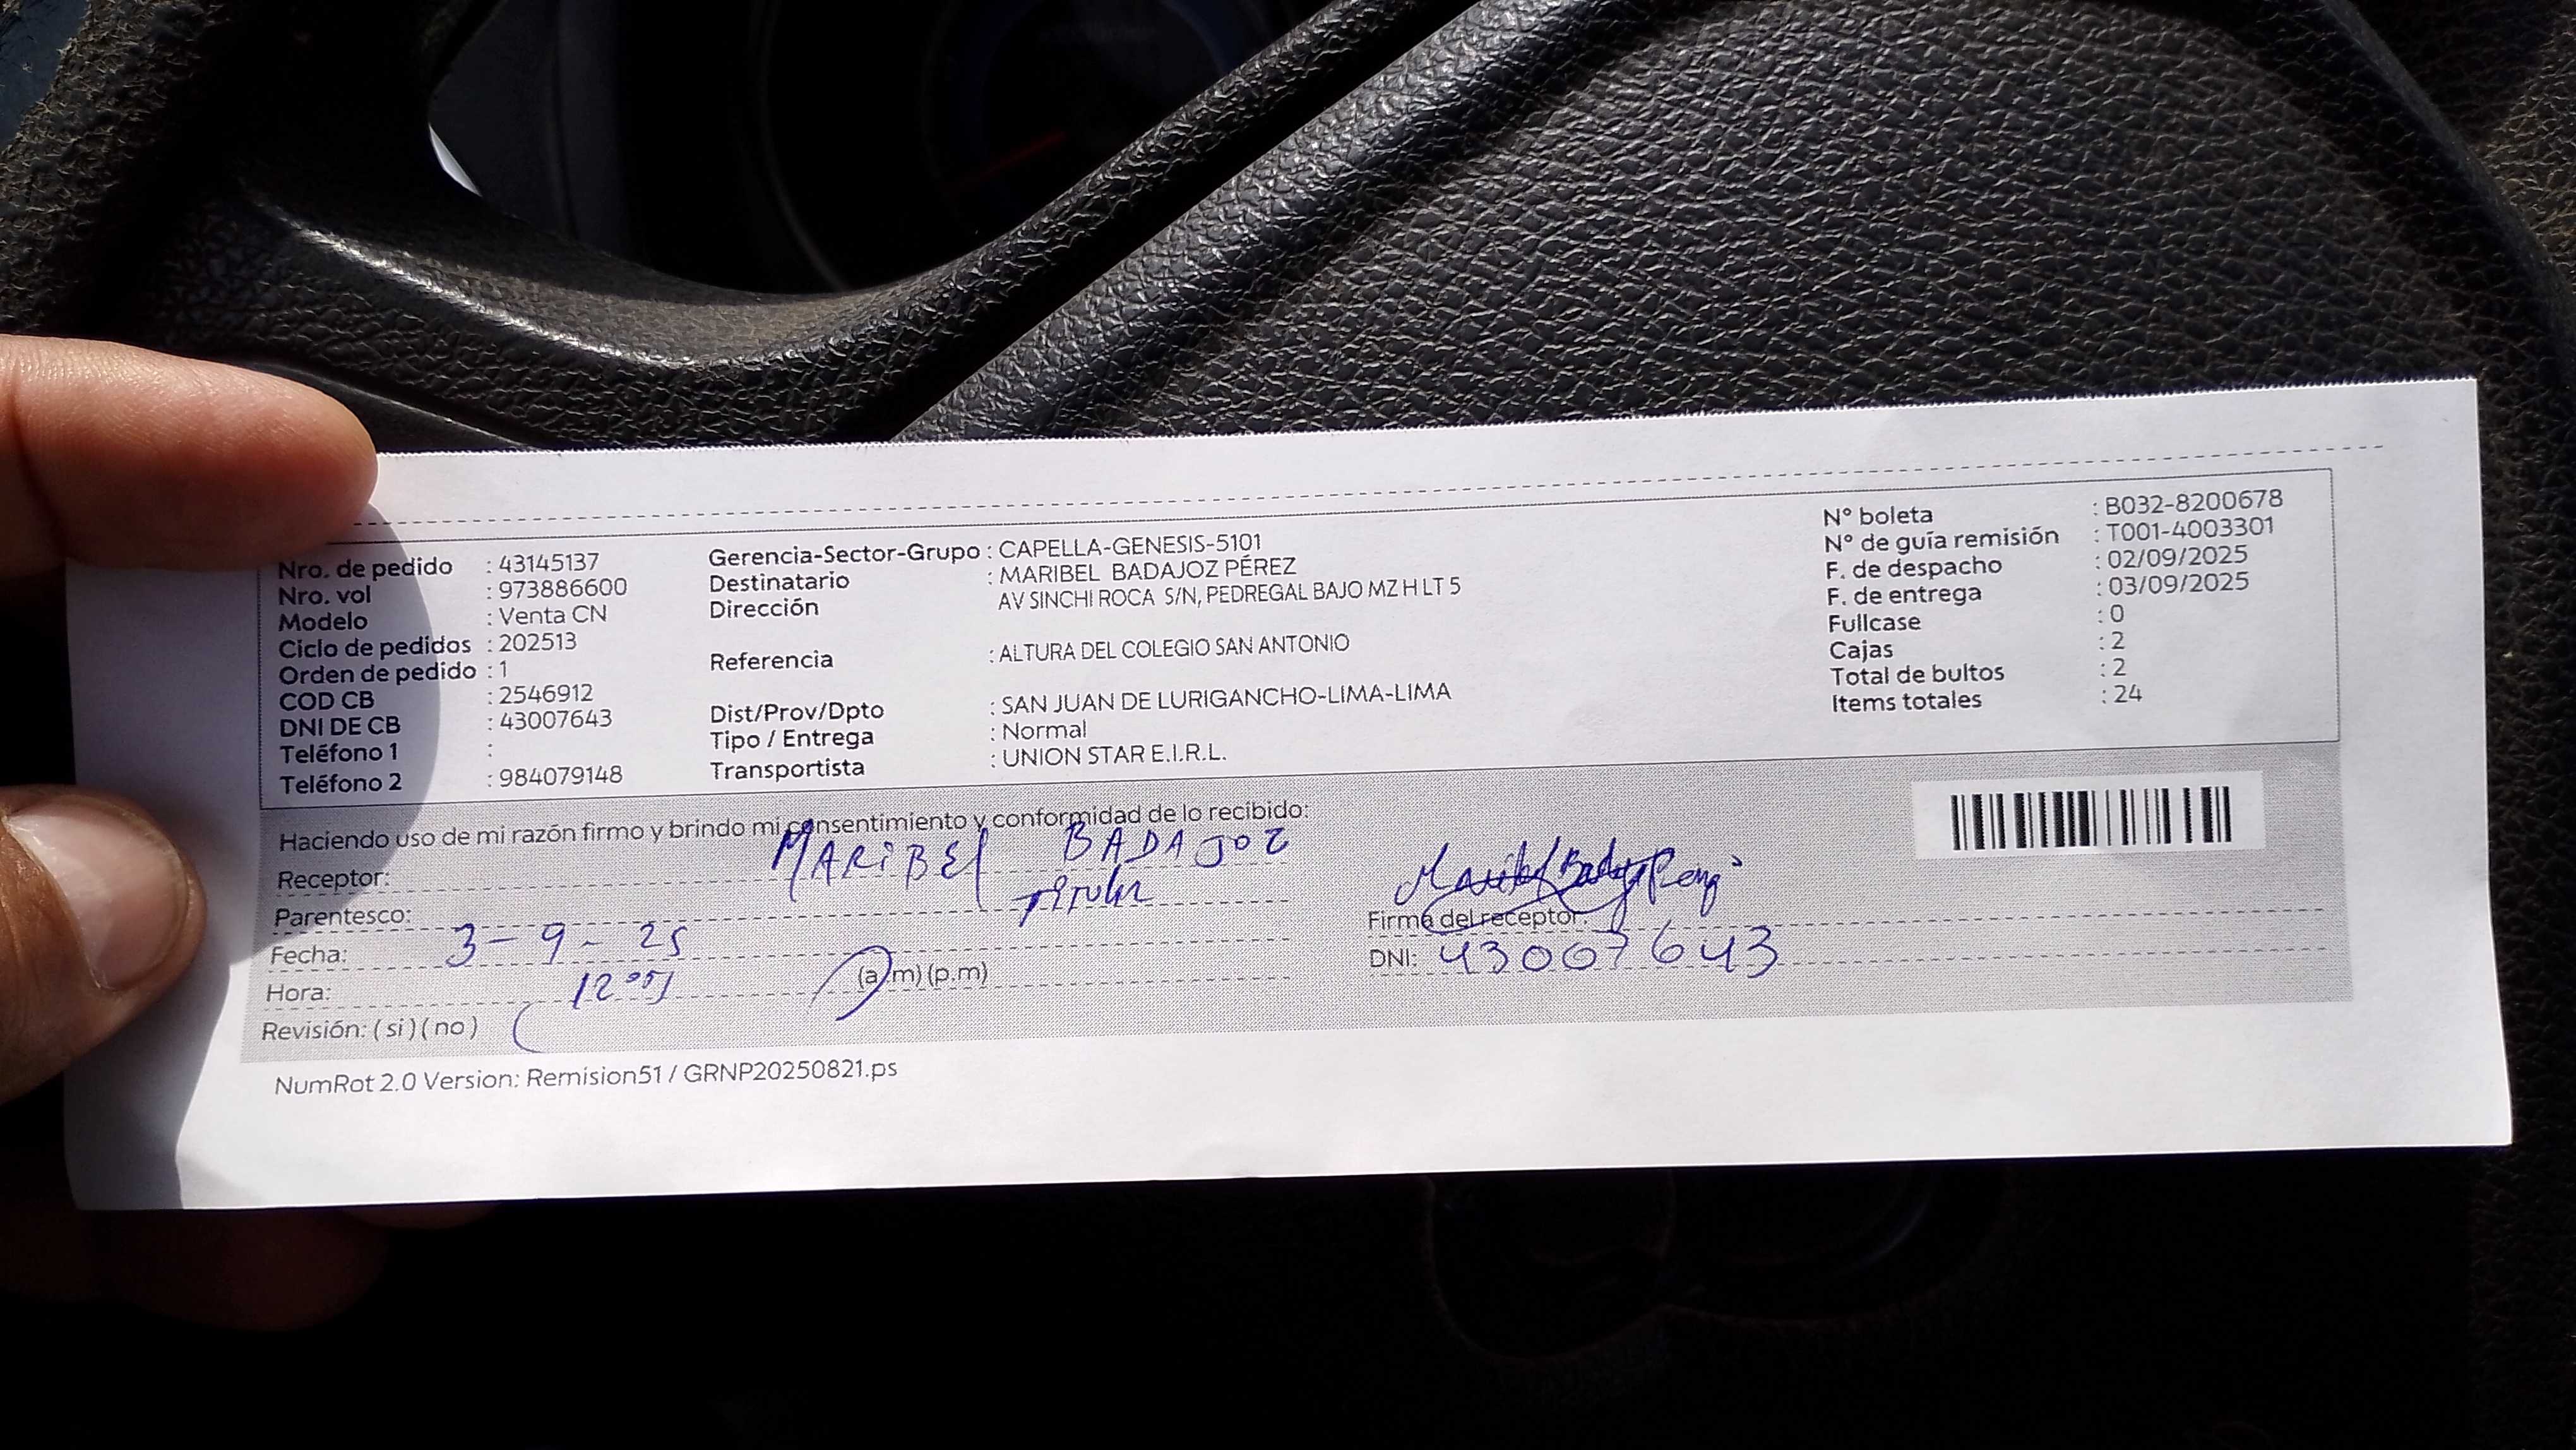 Nro. de pedido : 43145137
Nro. vol : 973886600
Modelo : Venta CN
Ciclo de pedidos : 202513
Orden de pedido : 1
COD CB : 2546912
DNI DE CB : 43007643
Teléfono 1 :
Teléfono 2 : 984079148
Gerencia-Sector-Grupo : CAPELLA-GENESIS-5101
Destinatario : MARIBEL BADAJOZ PÉREZ
Dirección AV SINCHI ROCA S/N, PEDREGAL BAJO MZ H LT 5
Referencia : ALTURA DEL COLEGIO SAN ANTONIO
Dist/Prov/Dpto : SAN JUAN DE LURIGANCHO-LIMA-LIMA
Tipo / Entrega : Normal
Transportista : UNION STAR E.I.R.L.
N° boleta : B032-8200678
N° de guía remisión : T001-4003301
F. de despacho : 02/09/2025
F. de entrega : 03/09/2025
Fullcase : 0
Cajas : 2
Total de bultos : 2
Items totales : 24
Haciendo uso de mi razón firmo y brindo mi consentimiento y conformidad de lo recibido:
Receptor: MARIBEL BADAJOZ
Parentesco: Titular
Fecha: 3-9-25
Hora: (a.m) (p.m)
Revisión: ( si ) ( no )
Firma del receptor:
DNI: 43007643
NumRot 2.0 Version: Remision51 / GRNP20250821.ps